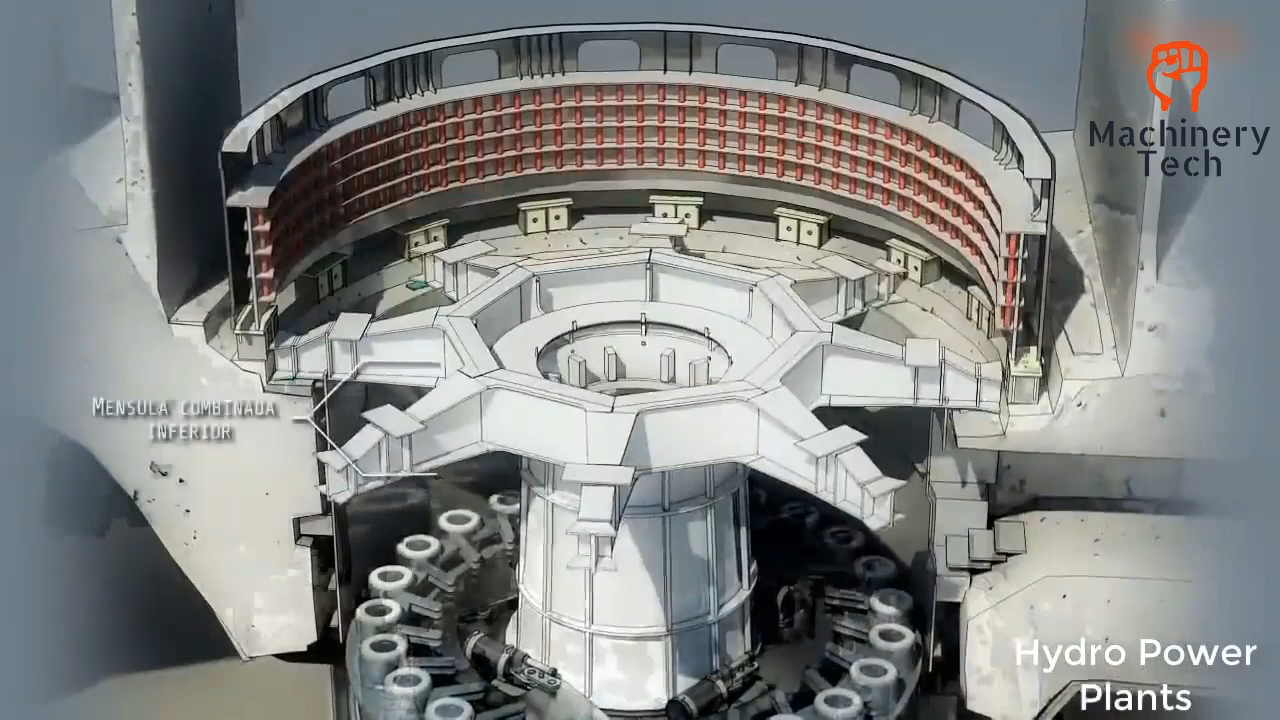 Machinery
Tech
MENSULA COMBINADA
INFERIOR
Hydro Power
Plants